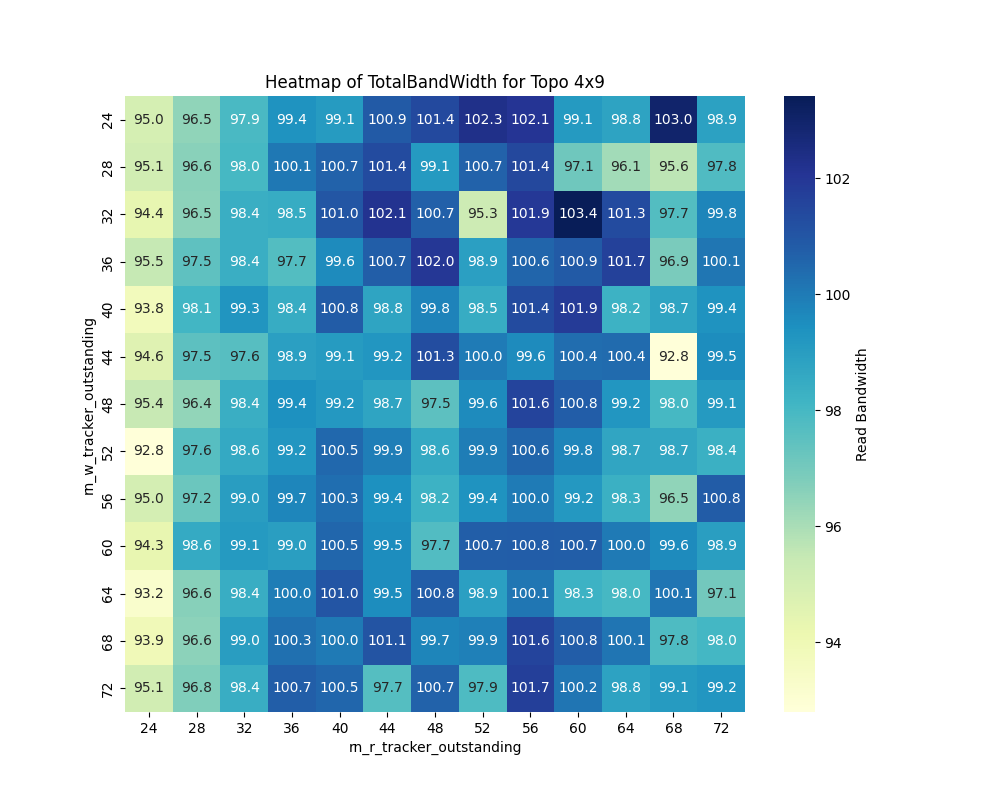 Heatmap of TotalBandWidth for Topo 4x9
24 95.0 96.5 97.9 99.4 99.1 100.9 101.4 102.3 102.1 99.1 98.8 103.0 98.9
28 95.1 96.6 98.0 100.1 100.7 101.4 99.1 100.7 101.4 97.1 96.1 95.6 97.8
32 94.4 96.5 98.4 98.5 101.0 102.1 100.7 95.3 101.9 103.4 101.3 97.7 99.8
36 95.5 97.5 98.4 97.7 99.6 100.7 102.0 98.9 100.6 100.9 101.7 96.9 100.1
40 93.8 98.1 99.3 98.4 100.8 98.8 99.8 98.5 101.4 101.9 98.2 98.7 99.4
44 94.6 97.5 97.6 98.9 99.1 99.2 101.3 100.0 99.6 100.4 100.4 92.8 99.5
48 95.4 96.4 98.4 99.4 99.2 98.7 97.5 99.6 101.6 100.8 99.2 98.0 99.1
52 92.8 97.6 98.6 99.2 100.5 99.9 98.6 99.9 100.6 99.8 98.7 98.7 98.4
56 95.0 97.2 99.0 99.7 100.3 99.4 98.2 99.4 100.0 99.2 98.3 96.5 100.8
60 94.3 98.6 99.1 99.0 100.5 99.5 97.7 100.7 100.8 100.7 100.0 99.6 98.9
64 93.2 96.6 98.4 100.0 101.0 99.5 100.8 98.9 100.1 98.3 98.0 100.1 97.1
68 93.9 96.6 99.0 100.3 100.0 101.1 99.7 99.9 101.6 100.8 100.1 97.8 98.0
72 95.1 96.8 98.4 100.7 100.5 97.7 100.7 97.9 101.7 100.2 98.8 99.1 99.2
24 28 32 36 40 44 48 52 56 60 64 68 72
rn_r_tracker_outstanding
rn_w_tracker_outstanding
102
100
98
96
94
Read Bandwidth